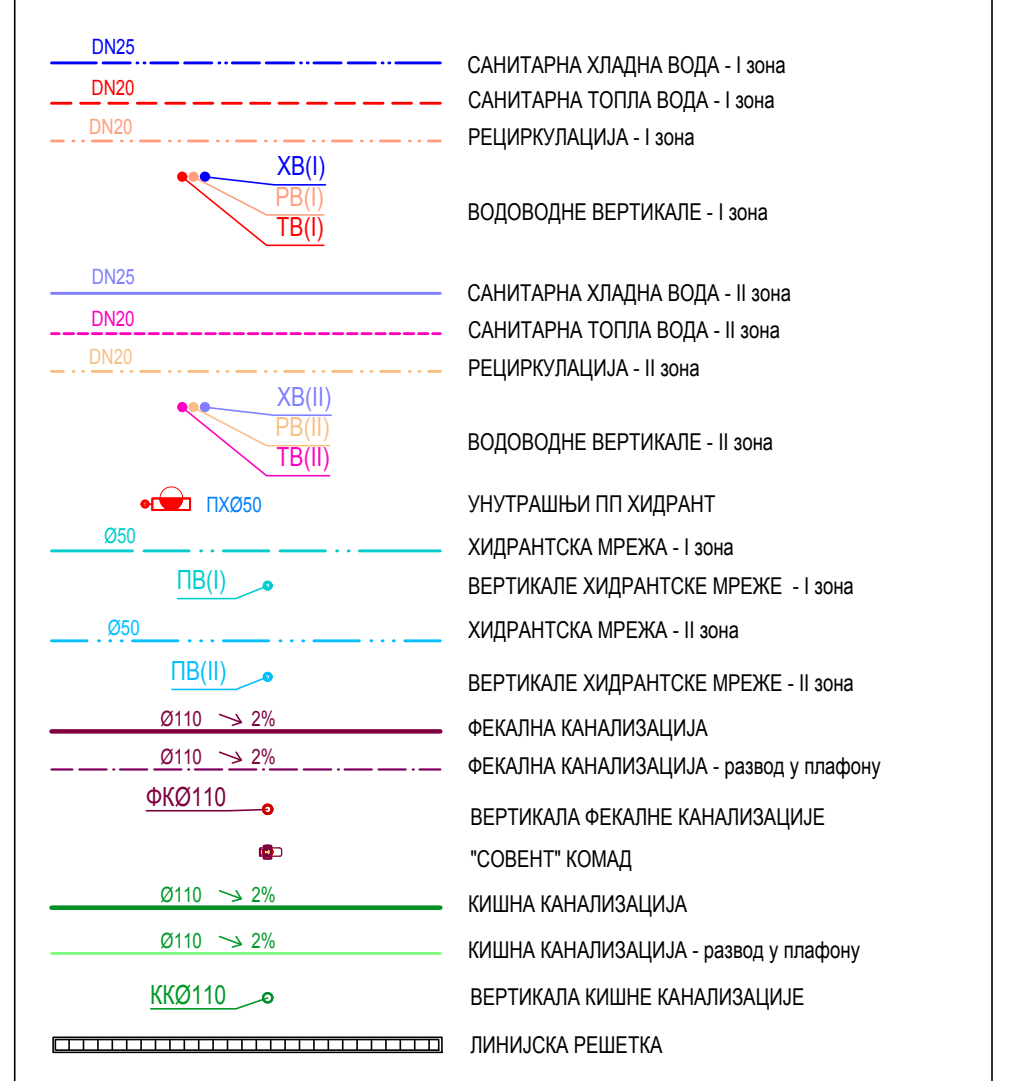 DN25
САНИТАРНА ХЛАДНА ВОДА - I зона
DN20
САНИТАРНА ТОПЛА ВОДА - I зона
DN20
РЕЦИРКУЛАЦИЈА - I зона
ХВ(I)
РВ(I)
ТВ(I)
ВОДОВОДНЕ ВЕРТИКАЛЕ - I зона
DN25
САНИТАРНА ХЛАДНА ВОДА - II зона
DN20
САНИТАРНА ТОПЛА ВОДА - II зона
DN20
РЕЦИРКУЛАЦИЈА - II зона
ХВ(II)
РВ(II)
ТВ(II)
ВОДОВОДНЕ ВЕРТИКАЛЕ - II зона
ПХØ50
УНУТРАШЊИ ПП ХИДРАНТ
Ø50
ХИДРАНТСКА МРЕЖА - I зона
ПВ(I)
ВЕРТИКАЛЕ ХИДРАНТСКЕ МРЕЖЕ - I зона
Ø50
ХИДРАНТСКА МРЕЖА - II зона
ПВ(II)
ВЕРТИКАЛЕ ХИДРАНТСКЕ МРЕЖЕ - II зона
Ø110 2%
ФЕКАЛНА КАНАЛИЗАЦИЈА
Ø110 2%
ФЕКАЛНА КАНАЛИЗАЦИЈА - развод у плафону
ФКØ110
ВЕРТИКАЛА ФЕКАЛНЕ КАНАЛИЗАЦИЈЕ
"СОВЕНТ" КОМАД
Ø110 2%
КИШНА КАНАЛИЗАЦИЈА
Ø110 2%
КИШНА КАНАЛИЗАЦИЈА - развод у плафону
ККØ110
ВЕРТИКАЛА КИШНЕ КАНАЛИЗАЦИЈЕ
ЛИНИЈСКА РЕШЕТКА